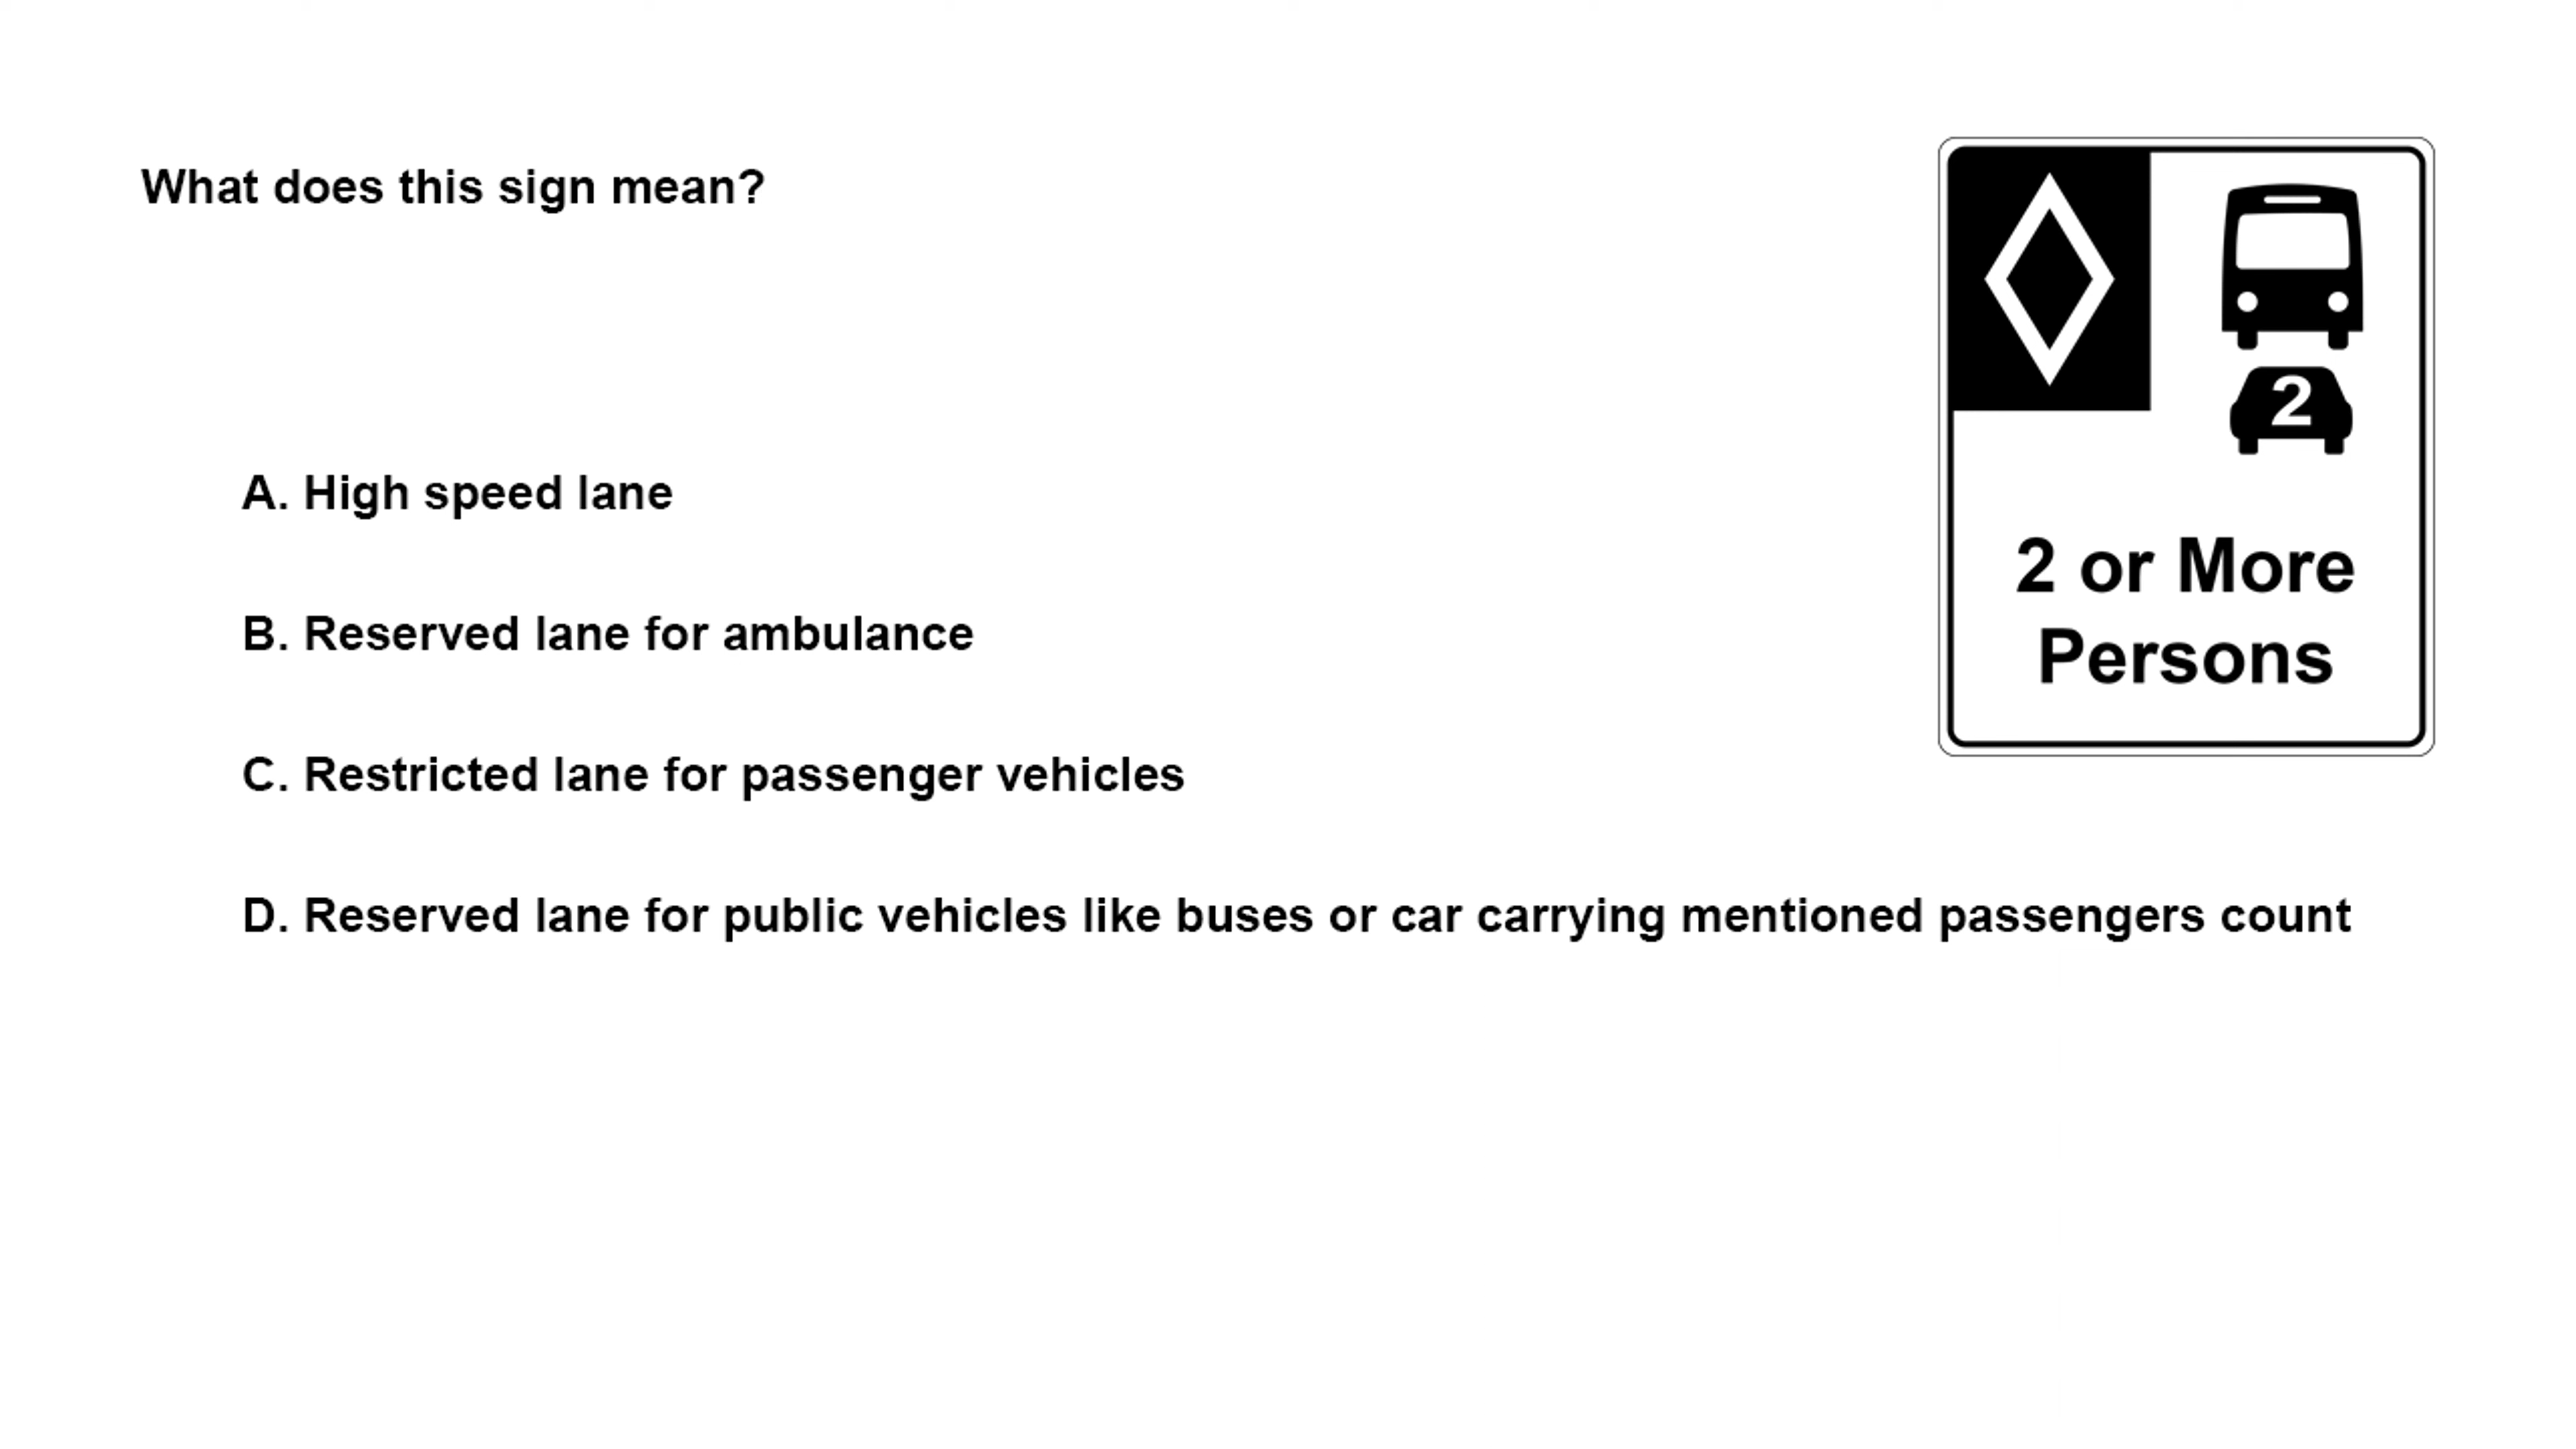 What does this sign mean?
2
2 or More
Persons
A. High speed lane
B. Reserved lane for ambulance
C. Restricted lane for passenger vehicles
D. Reserved lane for public vehicles like buses or car carrying mentioned passengers count